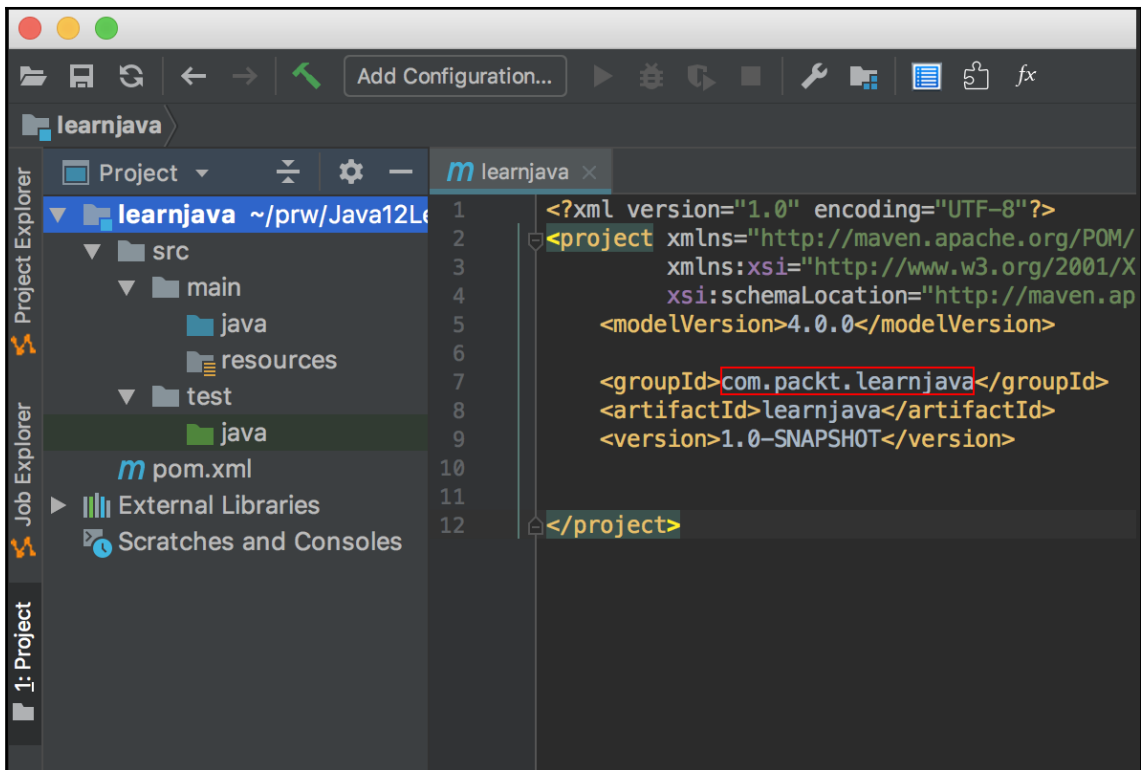 Add Configuration...
fx
learnjava
Project
learnjava
Project Explorer
Job Explorer
1: Project
learnjava ~/prw/Java12Le
src
main
java
resources
test
java
m pom.xml
External Libraries
Scratches and Consoles
m
1 <?xml version="1.0" encoding="UTF-8"?>
2 <project xmlns="http://maven.apache.org/POM/
3 xmlns:xsi="http://www.w3.org/2001/X
4 xsi:schemaLocation="http://maven.ap
5 <modelVersion>4.0.0</modelVersion>
6
7 <groupId>com.packt.learnjava</groupId>
8 <artifactId>learnjava</artifactId>
9 <version>1.0-SNAPSHOT</version>
10
11
12 </project>